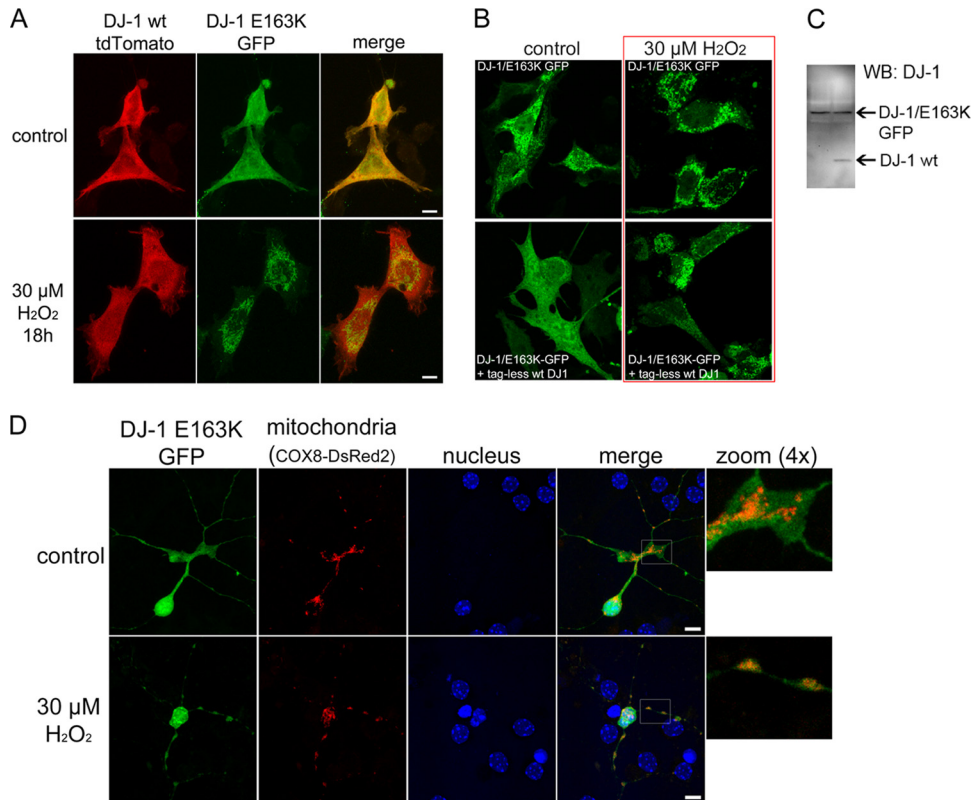 A
DJ-1 wt
tdTomato
DJ-1 E163K
GFP
merge
control
30 µM
H2O2
18h
B
control
30 µM H2O2
DJ-1/E163K GFP
DJ-1/E163K GFP
DJ-1/E163K-GFP
+ tag-less wt DJ1
DJ-1/E163K-GFP
+ tag-less wt DJ1
C
WB: DJ-1
DJ-1/E163K
GFP
DJ-1 wt
D
DJ-1 E163K
GFP
mitochondria
(COX8-DsRed2)
nucleus
merge
zoom (4x)
control
30 µM
H2O2